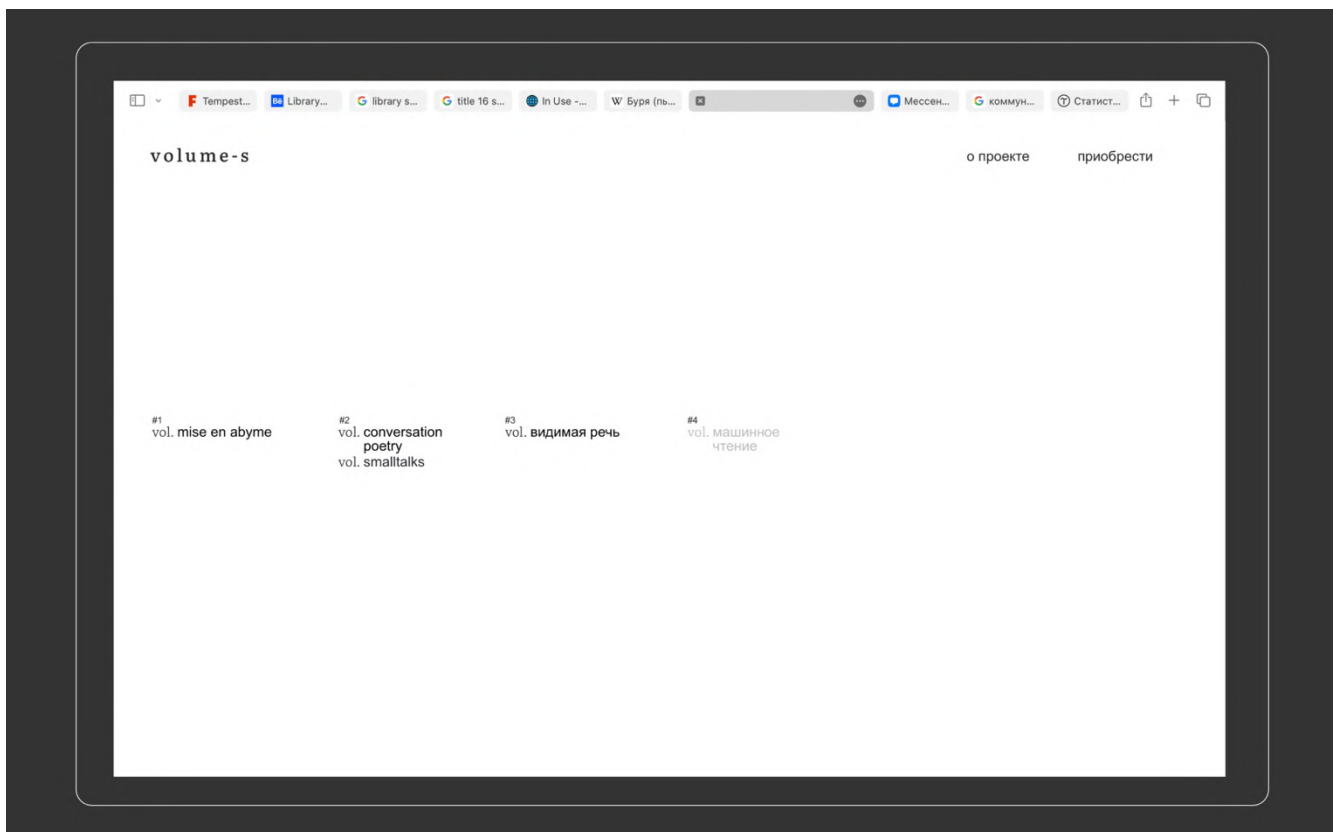 Tempest...
Library...
library s...
title 16 s...
In Use -...
W Буря (пь...
Мессен...
коммун...
Статист...
volume-s
о проекте
приобрести
#1
vol. mise en abyme
#2
vol. conversation
poetry
vol. smalltalks
#3
vol. видимая речь
#4
vol. машинное
чтение